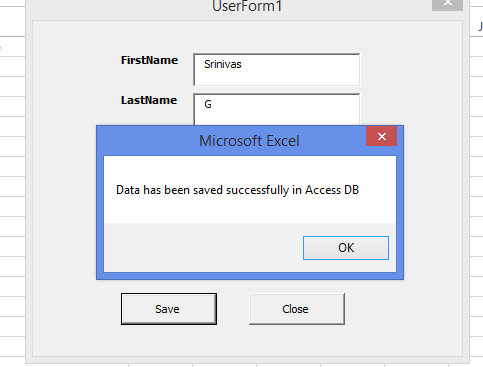 UserForm1
FirstName Srinivas
LastName G
Microsoft Excel
Data has been saved successfully in Access DB
OK
Save Close
J